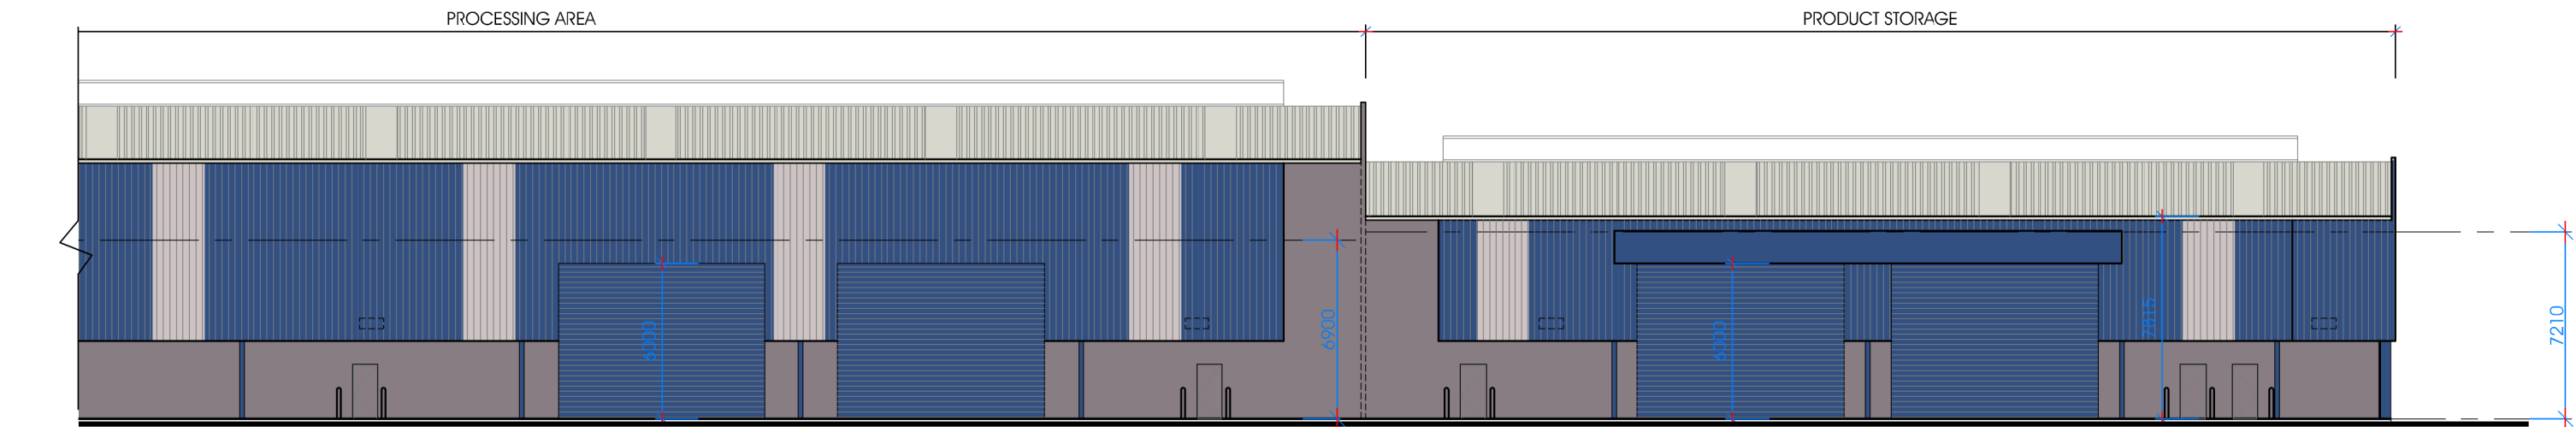 PROCESSING AREA
PRODUCT STORAGE
6000
6900
6000
7815
7210